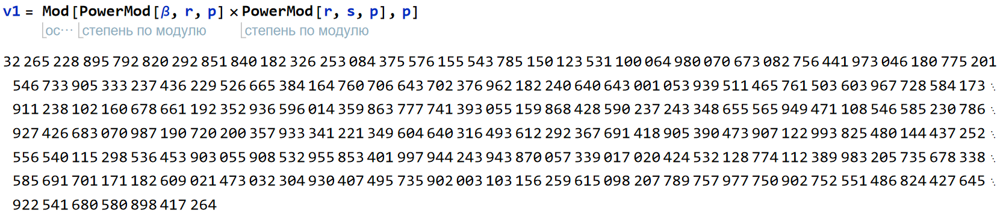 v1 = Mod[PowerMod[β, r, p] × PowerMod[r, s, p], p]
ос⋯ степень по модулю степень по модулю
32 265 228 895 792 820 292 851 840 182 326 253 084 375 576 155 543 785 150 123 531 100 064 980 070 673 082 756 441 973 046 180 775 201
546 733 905 333 237 436 229 526 665 384 164 760 706 643 702 376 962 182 240 640 643 001 053 939 511 465 761 503 603 967 728 584 173 ⋱
911 238 102 160 678 661 192 352 936 596 014 359 863 777 741 393 055 159 868 428 590 237 243 348 655 565 949 471 108 546 585 230 786 ⋱
927 426 683 070 987 190 720 200 357 933 341 221 349 604 640 316 493 612 292 367 691 418 905 390 473 907 122 993 825 480 144 437 252 ⋱
556 540 115 298 536 453 903 055 908 532 955 853 401 997 944 243 943 870 057 339 017 020 424 532 128 774 112 389 983 205 735 678 338 ⋱
585 691 701 171 182 609 021 473 032 304 930 407 495 735 902 003 103 156 259 615 098 207 789 757 977 750 902 752 551 486 824 427 645 ⋱
922 541 680 580 898 417 264